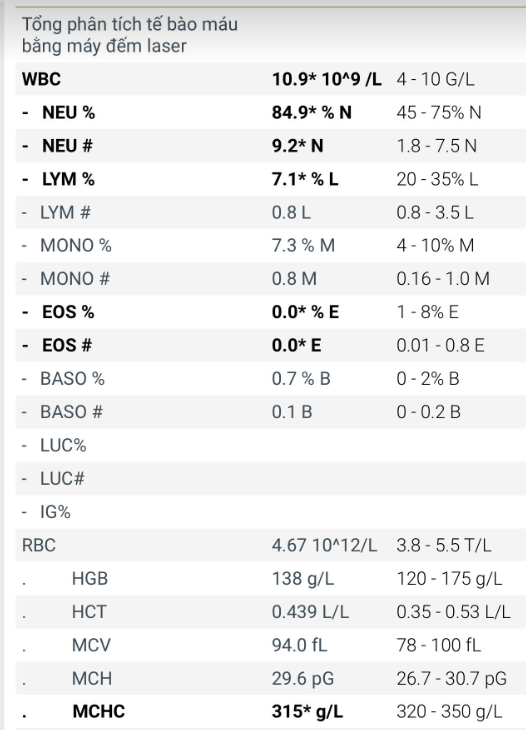 Tổng phân tích tế bào máu
bằng máy đếm laser
WBC 10.9* 10^9 /L 4 - 10 G/L
- NEU % 84.9* % N 45 - 75% N
- NEU # 9.2* N 1.8 - 7.5 N
- LYM % 7.1* % L 20 - 35% L
- LYM # 0.8 L 0.8 - 3.5 L
- MONO % 7.3 % M 4 - 10% M
- MONO # 0.8 M 0.16 - 1.0 M
- EOS % 0.0* % E 1 - 8% E
- EOS # 0.0* E 0.01 - 0.8 E
- BASO % 0.7 % B 0 - 2% B
- BASO # 0.1 B 0 - 0.2 B
- LUC%
- LUC#
- IG%
RBC 4.67 10^12/L 3.8 - 5.5 T/L
. HGB 138 g/L 120 - 175 g/L
. HCT 0.439 L/L 0.35 - 0.53 L/L
. MCV 94.0 fL 78 - 100 fL
. MCH 29.6 pG 26.7 - 30.7 pG
. MCHC 315* g/L 320 - 350 g/L